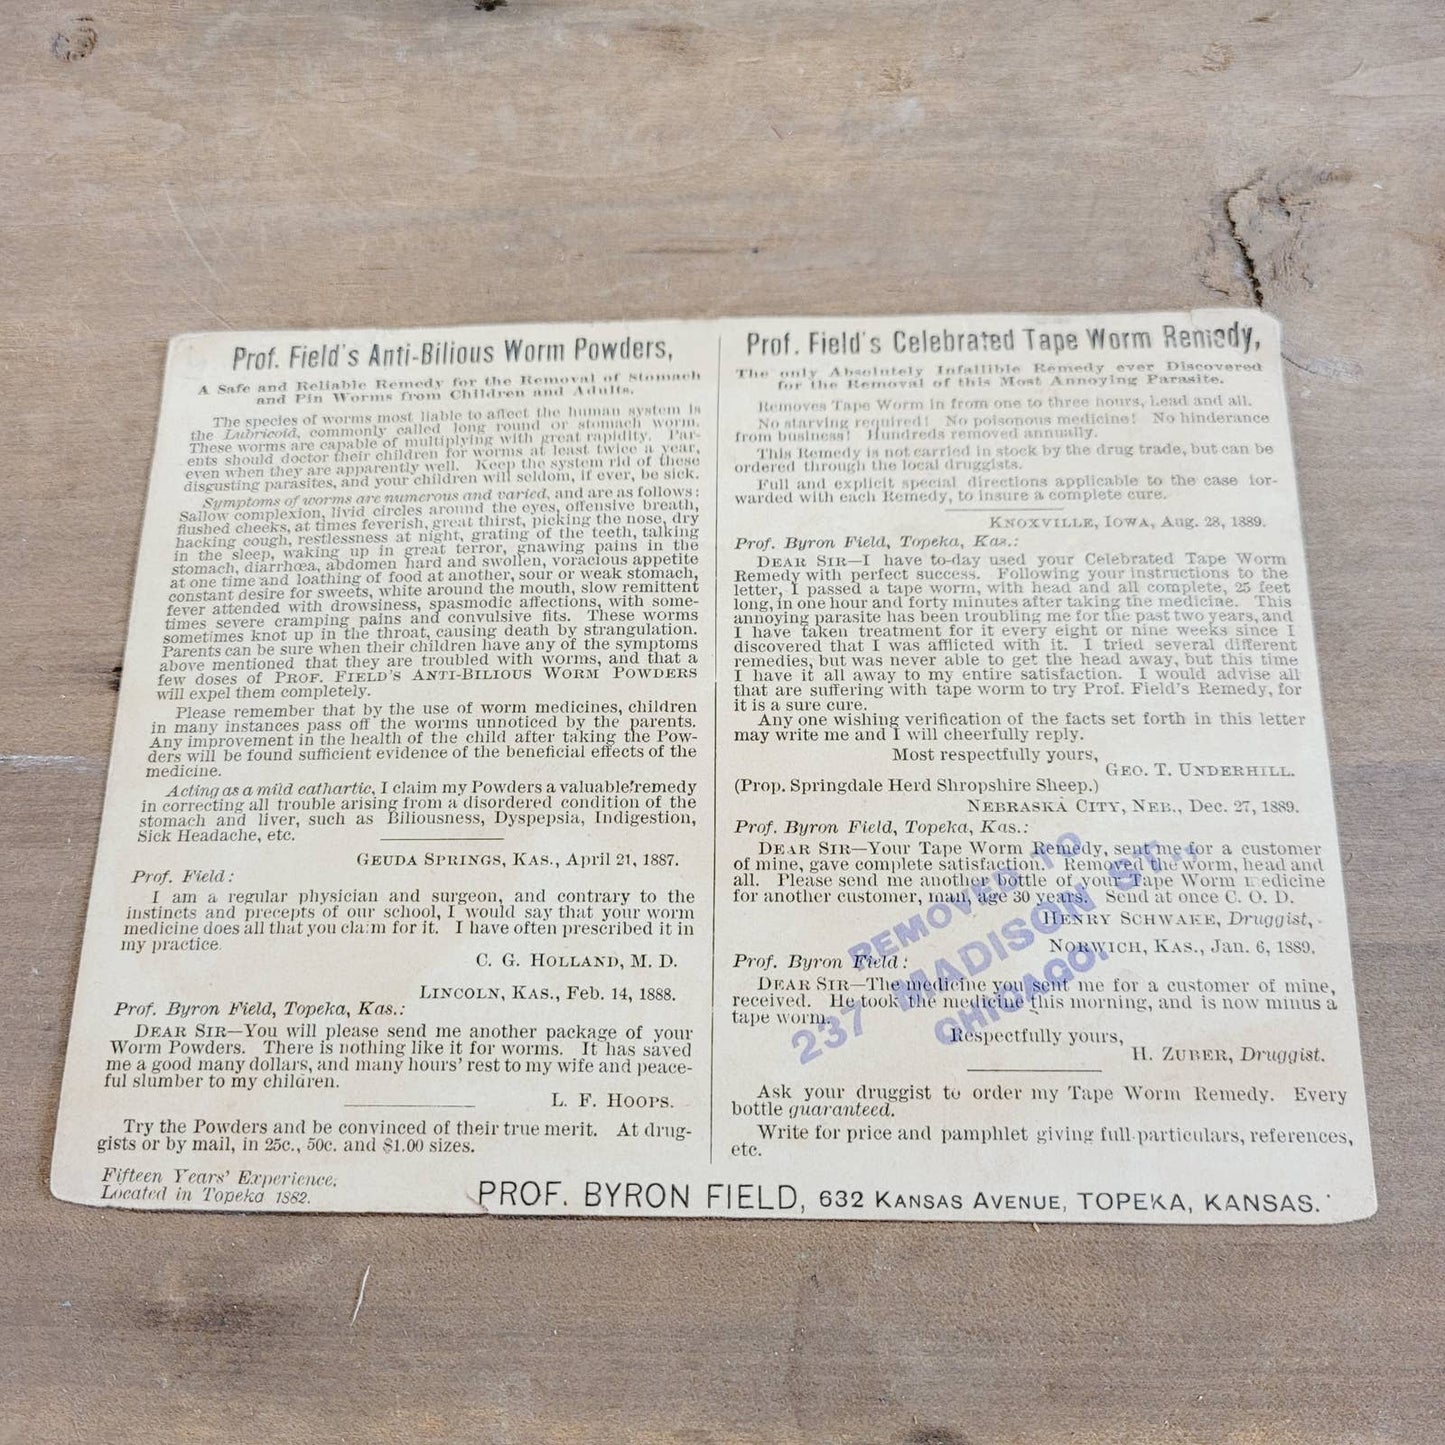 Prof. Field's Anti-Bilious Worm Powders,
A Safe and Reliable Remedy for the Removal of Stomach
and Pin Worms from Children and Adults.
The species of worms most liable to affect the human system is
the Lubricoid, commonly called long round or stomach worm.
These worms are capable of multiplying with great rapidity. Par-
ents should doctor their children for worms at least twice a year,
even when they are apparently well. Keep the system rid of these
disgusting parasites, and your children will seldom, if ever, be sick.
Symptoms of worms are numerous and varied, and are as follows:
Sallow complexion, livid circles around the eyes, offensive breath,
flushed cheeks, at times feverish, great thirst, picking the nose, dry
hacking cough, restlessness at night, grating of the teeth, talking
in the sleep, waking up in great terror, gnawing pains in the
stomach, diarrhœa, abdomen hard and swollen, voracious appetite
at one time and loathing of food at another, sour or weak stomach,
constant desire for sweets, white around the mouth, slow remittent
fever attended with drowsiness, spasmodic affections, with some-
times severe cramping pains and convulsive fits. These worms
sometimes knot up in the throat, causing death by strangulation.
Parents can be sure when their children have any of the symptoms
above mentioned that they are troubled with worms, and that a
few doses of PROF. FIELD'S ANTI-BILIOUS WORM POWDERS
will expel them completely.
Please remember that by the use of worm medicines, children
in many instances pass off the worms unnoticed by the parents.
Any improvement in the health of the child after taking the Pow-
ders will be found sufficient evidence of the beneficial effects of the
medicine.
Acting as a mild cathartic, I claim my Powders a valuable remedy
in correcting all trouble arising from a disordered condition of the
stomach and liver, such as Biliousness, Dyspepsia, Indigestion,
Sick Headache, etc.
GEUDA SPRINGS, KAS., April 21, 1887.
Prof. Field:
I am a regular physician and surgeon, and contrary to the
instincts and precepts of our school, I would say that your worm
medicine does all that you claim for it. I have often prescribed it in
my practice.
C. G. HOLLAND, M. D.
LINCOLN, KAS., Feb. 14, 1888.
Prof. Byron Field, Topeka, Kas.:
DEAR SIR—You will please send me another package of your
Worm Powders. There is nothing like it for worms. It has saved
me a good many dollars, and many hours' rest to my wife and peace-
ful slumber to my children.
L. F. HOOPS.
Try the Powders and be convinced of their true merit. At drug-
gists or by mail, in 25c., 50c. and $1.00 sizes.
Fifteen Years' Experience.
Located in Topeka 1882.
Prof. Field's Celebrated Tape Worm Remedy,
The only Absolutely Infallible Remedy ever Discovered
for the Removal of this Most Annoying Parasite.
Removes Tape Worm in from one to three hours, head and all.
No starving required! No poisonous medicine! No hinderance
from business! Hundreds removed annually.
This Remedy is not carried in stock by the drug trade, but can be
ordered through the local druggists.
Full and explicit special directions applicable to the case for-
warded with each Remedy, to insure a complete cure.
KNOXVILLE, IOWA, Aug. 28, 1889.
Prof. Byron Field, Topeka, Kas.:
DEAR SIR—I have to-day used your Celebrated Tape Worm
Remedy with perfect success. Following your instructions to the
letter, I passed a tape worm, with head and all complete, 25 feet
long, in one hour and forty minutes after taking the medicine. This
annoying parasite has been troubling me for the past two years, and
I have taken treatment for it every eight or nine weeks since I
discovered that I was afflicted with it. I tried several different
remedies, but was never able to get the head away, but this time
I have it all away to my entire satisfaction. I would advise all
that are suffering with tape worm to try Prof. Field's Remedy, for
it is a sure cure.
Any one wishing verification of the facts set forth in this letter
may write me and I will cheerfully reply.
Most respectfully yours,
GEO. T. UNDERHILL.
(Prop. Springdale Herd Shropshire Sheep.)
NEBRASKA CITY, NEB., Dec. 27, 1889.
Prof. Byron Field, Topeka, Kas.:
DEAR SIR—Your Tape Worm Remedy, sent me for a customer
of mine, gave complete satisfaction. Removed the worm, head and
all. Please send me another bottle of your Tape Worm medicine
for another customer, man, age 30 years. Send at once C. O. D.
HENRY SCHWAKE, Druggist,
NORWICH, KAS., Jan. 6, 1889.
Prof. Byron Field:
DEAR SIR—The medicine you sent me for a customer of mine,
received. He took the medicine this morning, and is now minus a
tape worm.
Respectfully yours,
H. ZUBER, Druggist.
Ask your druggist to order my Tape Worm Remedy. Every
bottle guaranteed.
Write for price and pamphlet giving full particulars, references,
etc.
PROF. BYRON FIELD, 632 KANSAS AVENUE, TOPEKA, KANSAS.
REMOVED TO
237 MADISON ST.,
CHICAGO.